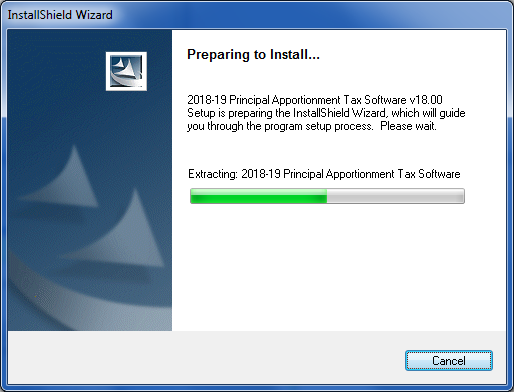 InstallShield Wizard
Preparing to Install...
2018-19 Principal Apportionment Tax Software v18.00
Setup is preparing the InstallShield Wizard, which will guide
you through the program setup process.  Please wait.
Extracting: 2018-19 Principal Apportionment Tax Software
Cancel